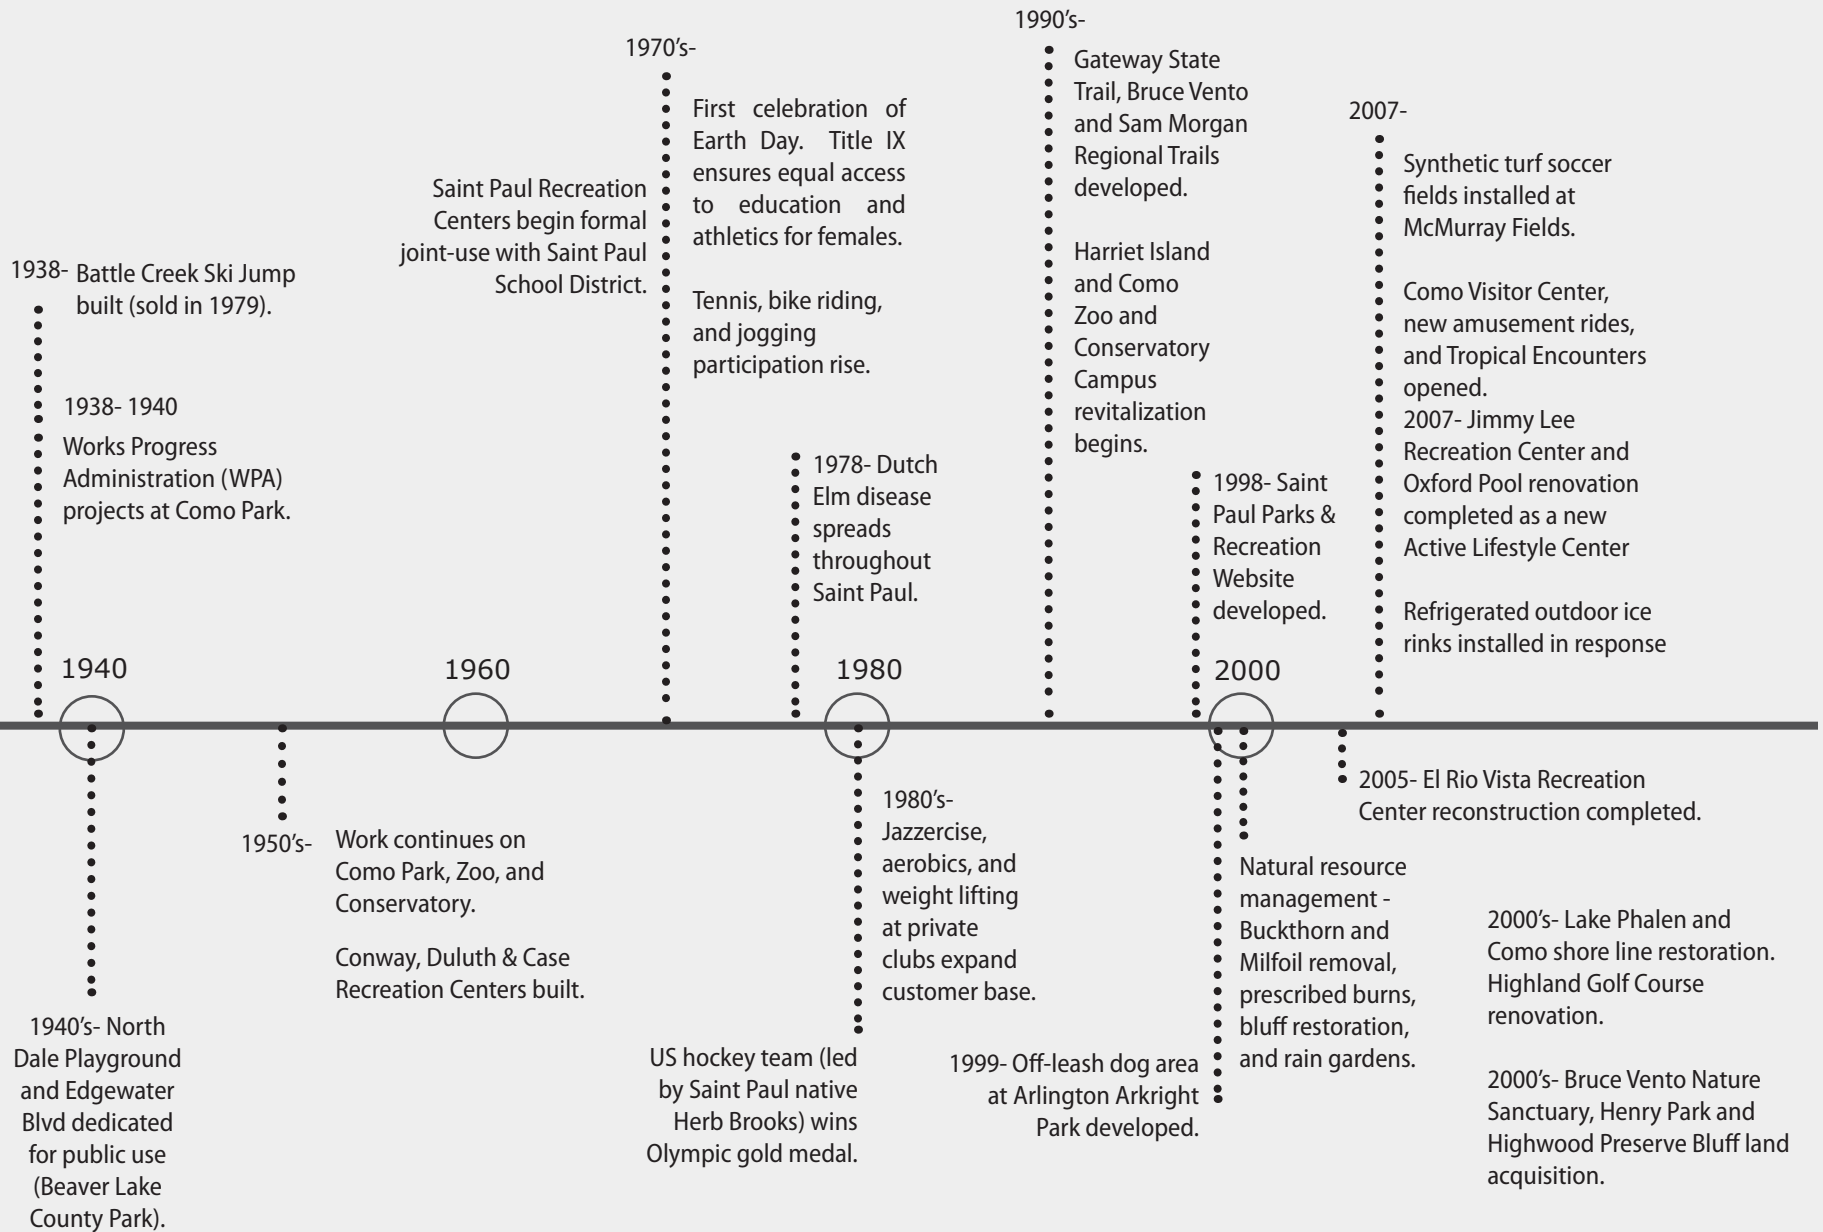 1938-
Battle Creek Ski Jump
built (sold in 1979).
1938- 1940
Works Progress
Administration (WPA)
projects at Como Park.
Saint Paul Recreation
Centers begin formal
joint-use with Saint Paul
School District.
1970's-
First celebration of
Earth Day. Title IX
ensures equal access
to education and
athletics for females.
Tennis, bike riding,
and jogging
participation rise.
1978- Dutch
Elm disease
spreads
throughout
Saint Paul.
1990's-
Gateway State
Trail, Bruce Vento
and Sam Morgan
Regional Trails
developed.
Harriet Island
and Como
Zoo and
Conservatory
Campus
revitalization
begins.
1998- Saint
Paul Parks &
Recreation
Website
developed.
2007-
Synthetic turf soccer
fields installed at
McMurray Fields.
Como Visitor Center,
new amusement rides,
and Tropical Encounters
opened.
2007- Jimmy Lee
Recreation Center and
Oxford Pool renovation
completed as a new
Active Lifestyle Center
Refrigerated outdoor ice
rinks installed in response
1940
1960
1980
2000
1940's- North
Dale Playground
and Edgewater
Blvd dedicated
for public use
(Beaver Lake
County Park).
1950's-
Work continues on
Como Park, Zoo, and
Conservatory.
Conway, Duluth & Case
Recreation Centers built.
1980's-
Jazzercise,
aerobics, and
weight lifting
at private
clubs expand
customer base.
US hockey team (led
by Saint Paul native
Herb Brooks) wins
Olympic gold medal.
1999- Off-leash dog area
at Arlington Arkright
Park developed.
Natural resource
management -
Buckthorn and
Milfoil removal,
prescribed burns,
bluff restoration,
and rain gardens.
2005- El Rio Vista Recreation
Center reconstruction completed.
2000's- Lake Phalen and
Como shore line restoration.
Highland Golf Course
renovation.
2000's- Bruce Vento Nature
Sanctuary, Henry Park and
Highwood Preserve Bluff land
acquisition.